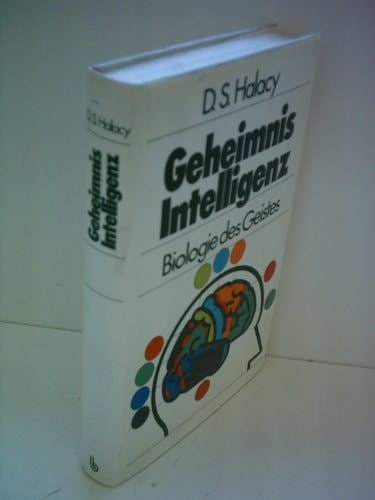 D. S. Halacy
Geheimnis
Intelligenz
Biologie des Geistes
D. S. Halacy
Geheimnis
Intelligenz
b